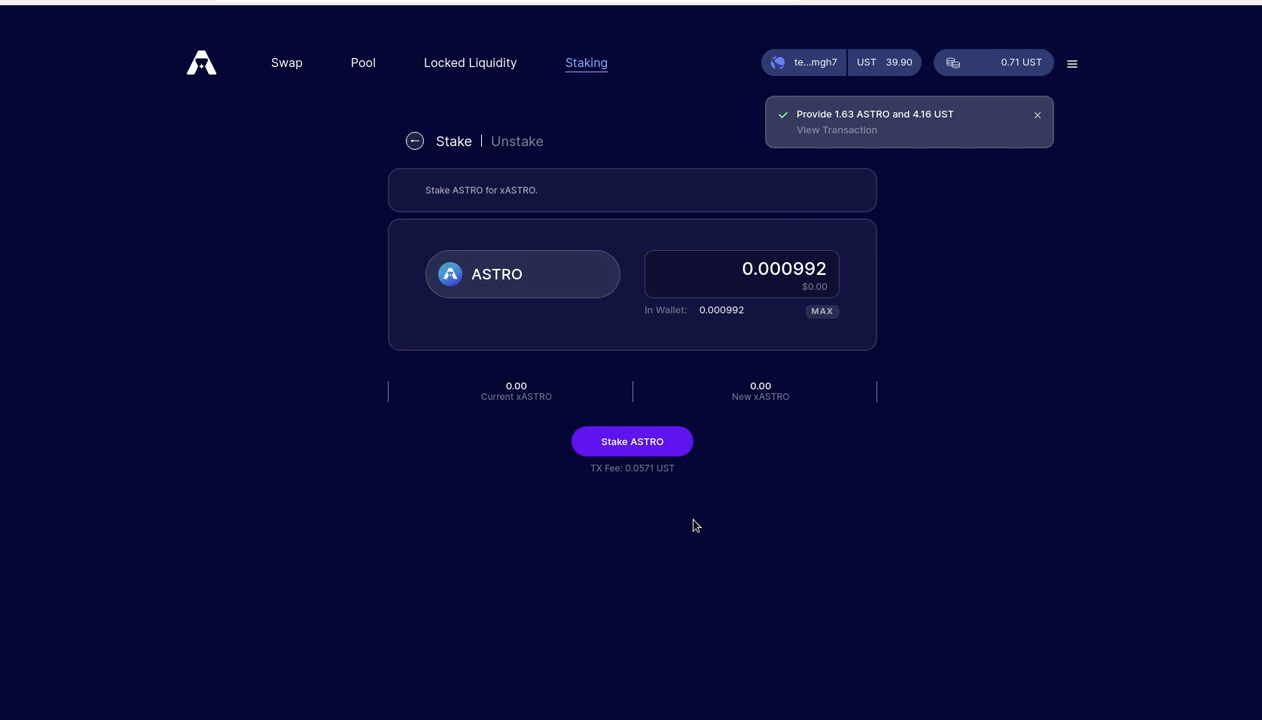 Swap
Pool
Locked Liquidity
Staking
te...mgh7
UST 39.90
0.71 UST
Provide 1.63 ASTRO and 4.16 UST
View Transaction
Stake
Unstake
Stake ASTRO for xASTRO.
ASTRO
0.000992
$0.00
In Wallet: 0.000992
MAX
0.00
Current xASTRO
0.00
New xASTRO
Stake ASTRO
TX Fee: 0.0571 UST